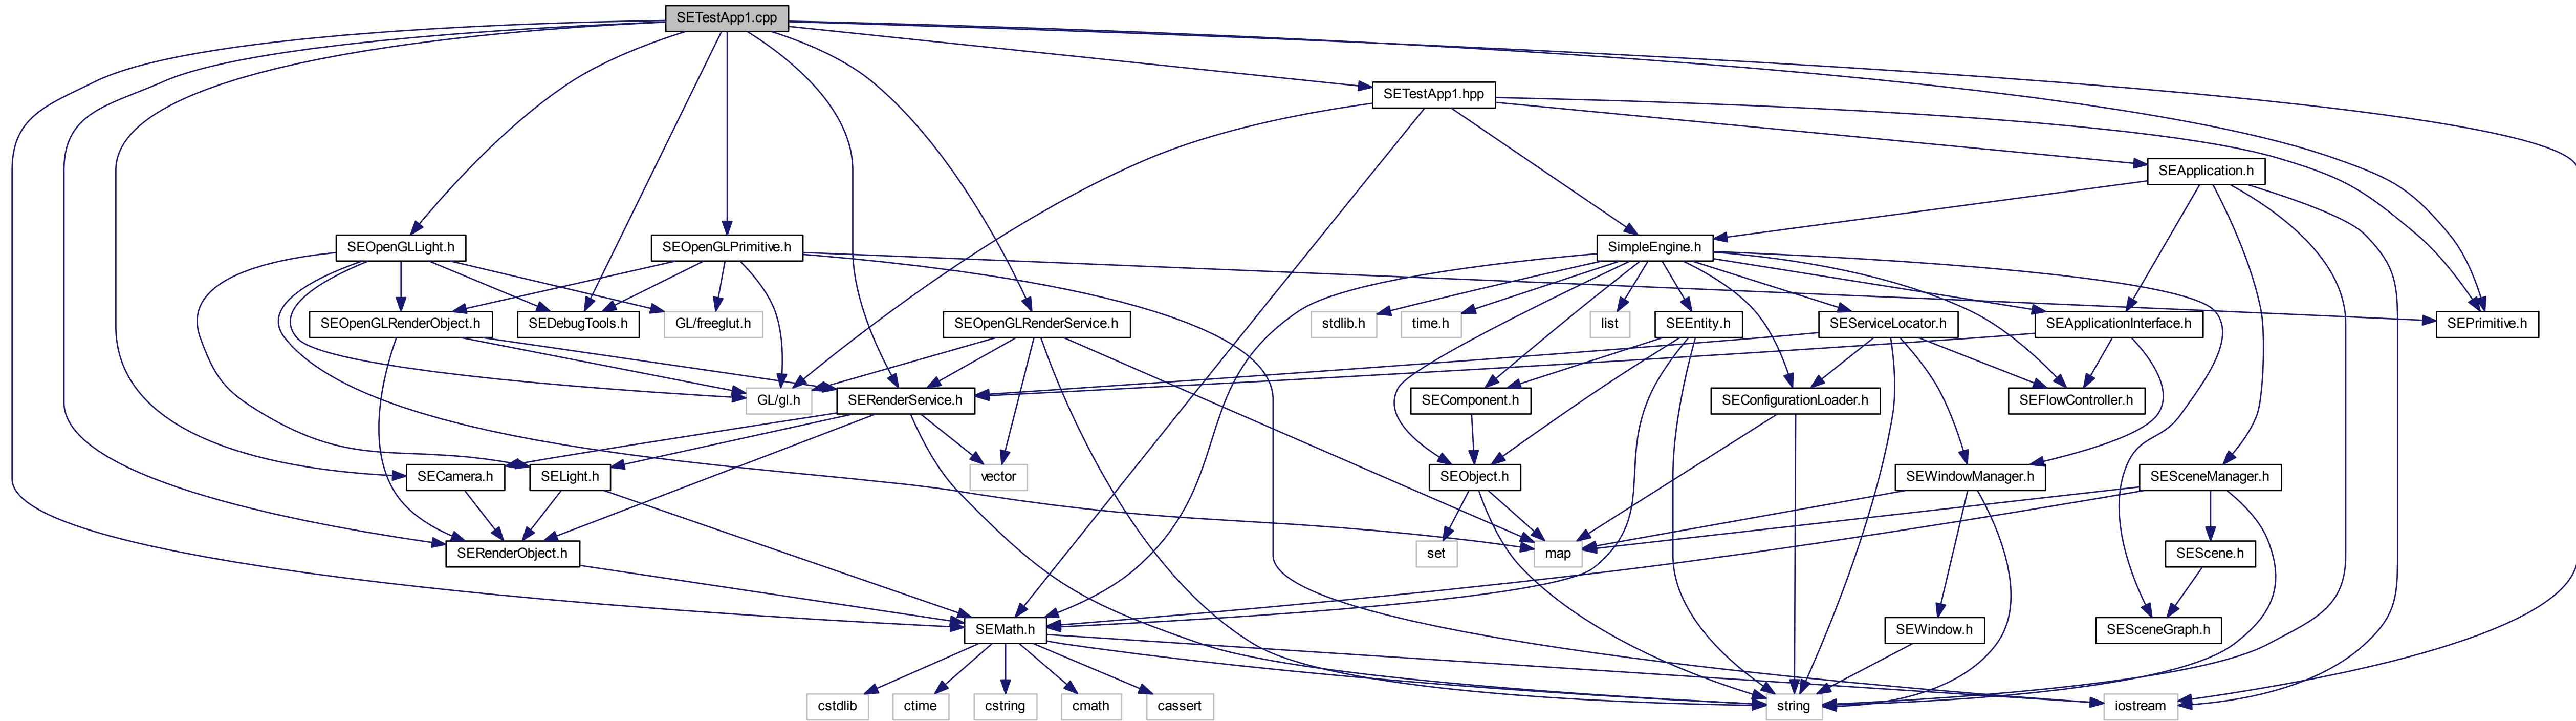 SETestApp1.cpp
SETestApp1.hpp
SEApplication.h
SEOpenGLLight.h
SEOpenGLPrimitive.h
SimpleEngine.h
SEOpenGLRenderObject.h
SEDebugTools.h
GL/freeglut.h
SEOpenGLRenderService.h
stdlib.h
time.h
list
SEEntity.h
SEServiceLocator.h
SEApplicationInterface.h
SEPrimitive.h
GL/gl.h
SERenderService.h
SEComponent.h
SEConfigurationLoader.h
SEFlowController.h
SECamera.h
SELight.h
vector
SEObject.h
SEWindowManager.h
SESceneManager.h
SERenderObject.h
set
map
SEScene.h
SEMath.h
SEWindow.h
SESceneGraph.h
cstdlib
ctime
cstring
cmath
cassert
string
iostream